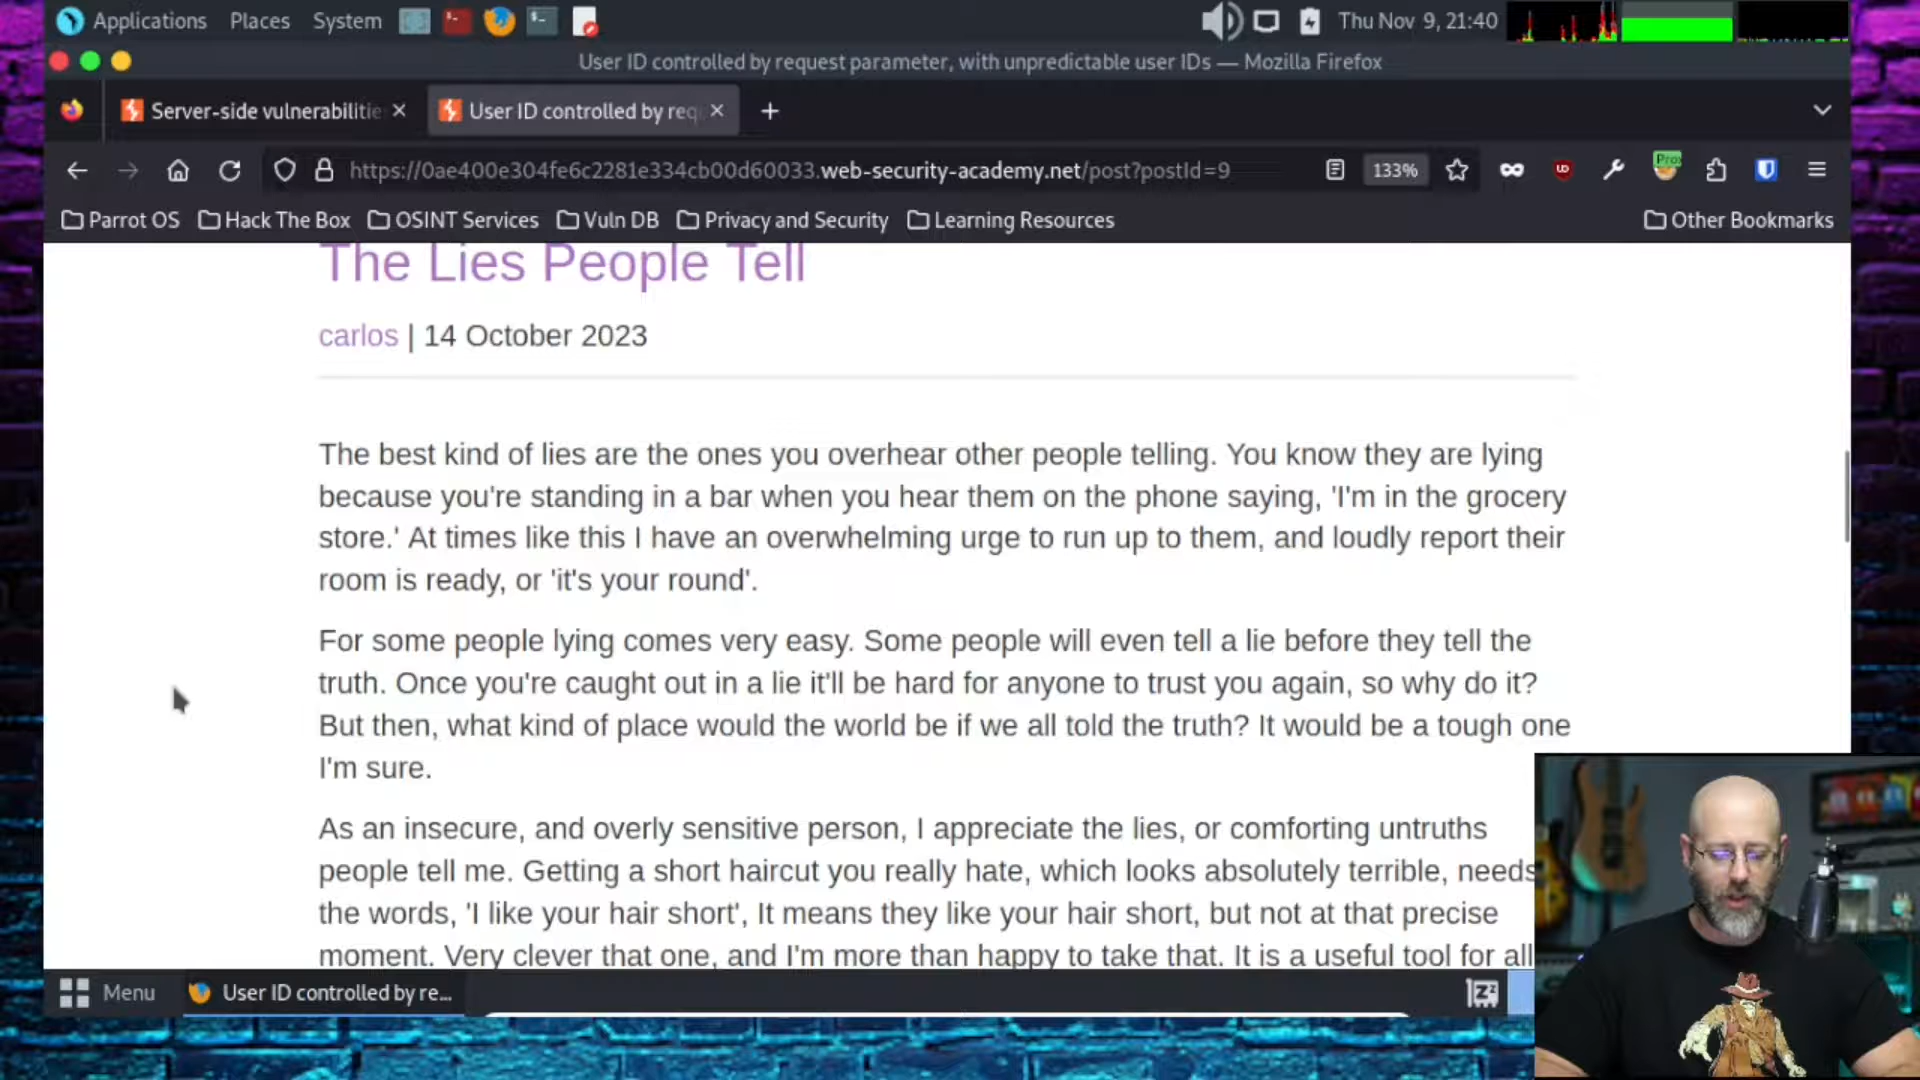 Applications Places System
Thu Nov 9, 21:40
User ID controlled by request parameter, with unpredictable user IDs — Mozilla Firefox
Server-side vulnerabilitie
User ID controlled by req
https://0ae400e304fe6c2281e334cb00d60033.web-security-academy.net/post?postId=9
133%
Prox
Parrot OS Hack The Box OSINT Services Vuln DB Privacy and Security Learning Resources Other Bookmarks
The Lies People Tell
carlos | 14 October 2023
The best kind of lies are the ones you overhear other people telling. You know they are lying
because you're standing in a bar when you hear them on the phone saying, 'I'm in the grocery
store.' At times like this I have an overwhelming urge to run up to them, and loudly report their
room is ready, or 'it's your round'.
For some people lying comes very easy. Some people will even tell a lie before they tell the
truth. Once you're caught out in a lie it'll be hard for anyone to trust you again, so why do it?
But then, what kind of place would the world be if we all told the truth? It would be a tough one
I'm sure.
As an insecure, and overly sensitive person, I appreciate the lies, or comforting untruths
people tell me. Getting a short haircut you really hate, which looks absolutely terrible, needs
the words, 'I like your hair short', It means they like your hair short, but not at that precise
moment. Very clever that one, and I'm more than happy to take that. It is a useful tool for all
Menu
User ID controlled by re...